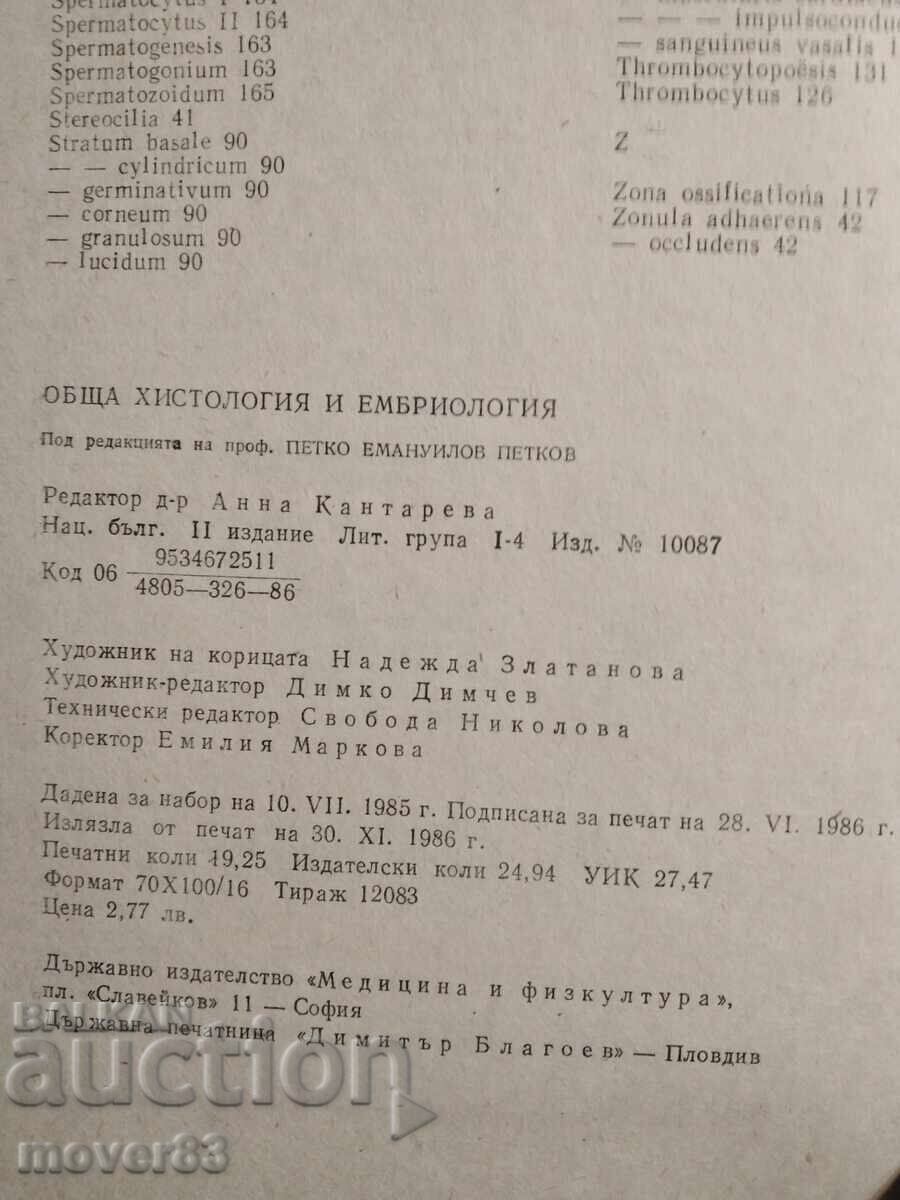 Spermatocytus II 164
Spermatogenesis 163
Spermatogonium 163
Spermatozoidum 165
Stereocilia 41
Stratum basale 90
— — cylindricum 90
— germinativum 90
— corneum 90
— granulosum 90
— lucidum 90
— — — impulsoconduc
— sanguineus vasalis 1
Thrombocytopoësis 131
Thrombocytus 126
Z
Zona ossificationa 117
Zonula adhaerens 42
— occludens 42
ОБЩА ХИСТОЛОГИЯ И ЕМБРИОЛОГИЯ
Под редакцията на проф. ПЕТКО ЕМАНУИЛОВ ПЕТКОВ
Редактор д-р Анна Кантарева
Нац. бълг. II издание Лит. група I-4 Изд. № 10087
Код 06 9534672511
4805—326—86
Художник на корицата Надежда Златанова
Художник-редактор Димко Димчев
Технически редактор Свобода Николова
Коректор Емилия Маркова
Дадена за набор на 10. VII. 1985 г. Подписана за печат на 28. VI. 1986 г.
Излязла от печат на 30. XI. 1986 г.
Печатни коли 19,25 Издателски коли 24,94 УИК 27,47
Формат 70X100/16 Тираж 12083
Цена 2,77 лв.
Държавно издателство «Медицина и физкултура»,
пл. «Славейков» 11 — София
Държавна печатница «Димитър Благоев» — Пловдив
BALKAN
auction
mover83